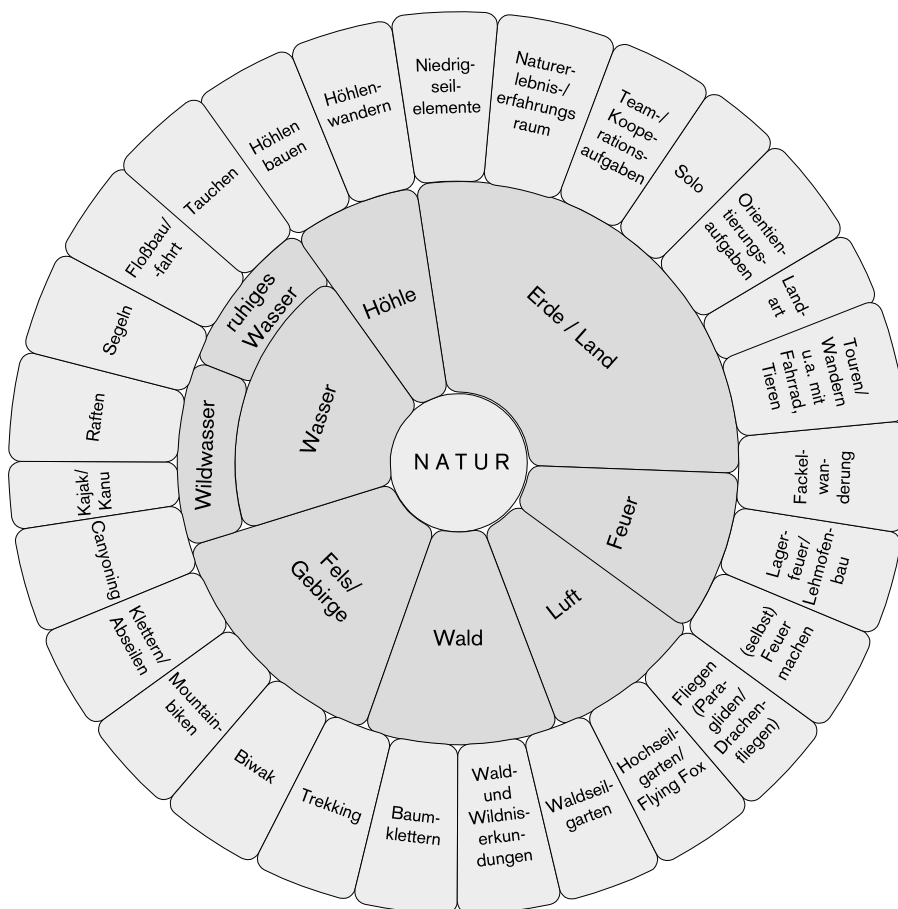 NATUR
Erde / Land
Feuer
Luft
Wald
Fels/
Gebirge
Wasser
Wildwasser
ruhiges
Wasser
Höhle
Niedrig-
seil-
elemente
Naturer-
lebnis-/
erfahrungs
raum
Team-/
Koope-
rations-
aufgaben
Solo
Orientien-
tierungs-
aufgaben
Land-
art
Touren/
Wandern
u.a. mit
Fahrrad,
Tieren
Fackel-
wan-
derung
Lager-
feuer/
Lehmofen-
bau
(selbst)
Feuer
machen
Fliegen
(Para-
gliden/
Drachen-
fliegen)
Hochseil-
garten/
Flying Fox
Waldseil-
garten
Wald-
und
Wildnis-
erkun-
dungen
Baum-
klettern
Trekking
Biwak
Mountain-
biken
Klettern/
Abseilen
Canyoning
Kajak/
Kanu
Raften
Segeln
Floßbau/
-fahrt
Tauchen
Höhlen
bauen
Höhlen-
wandern